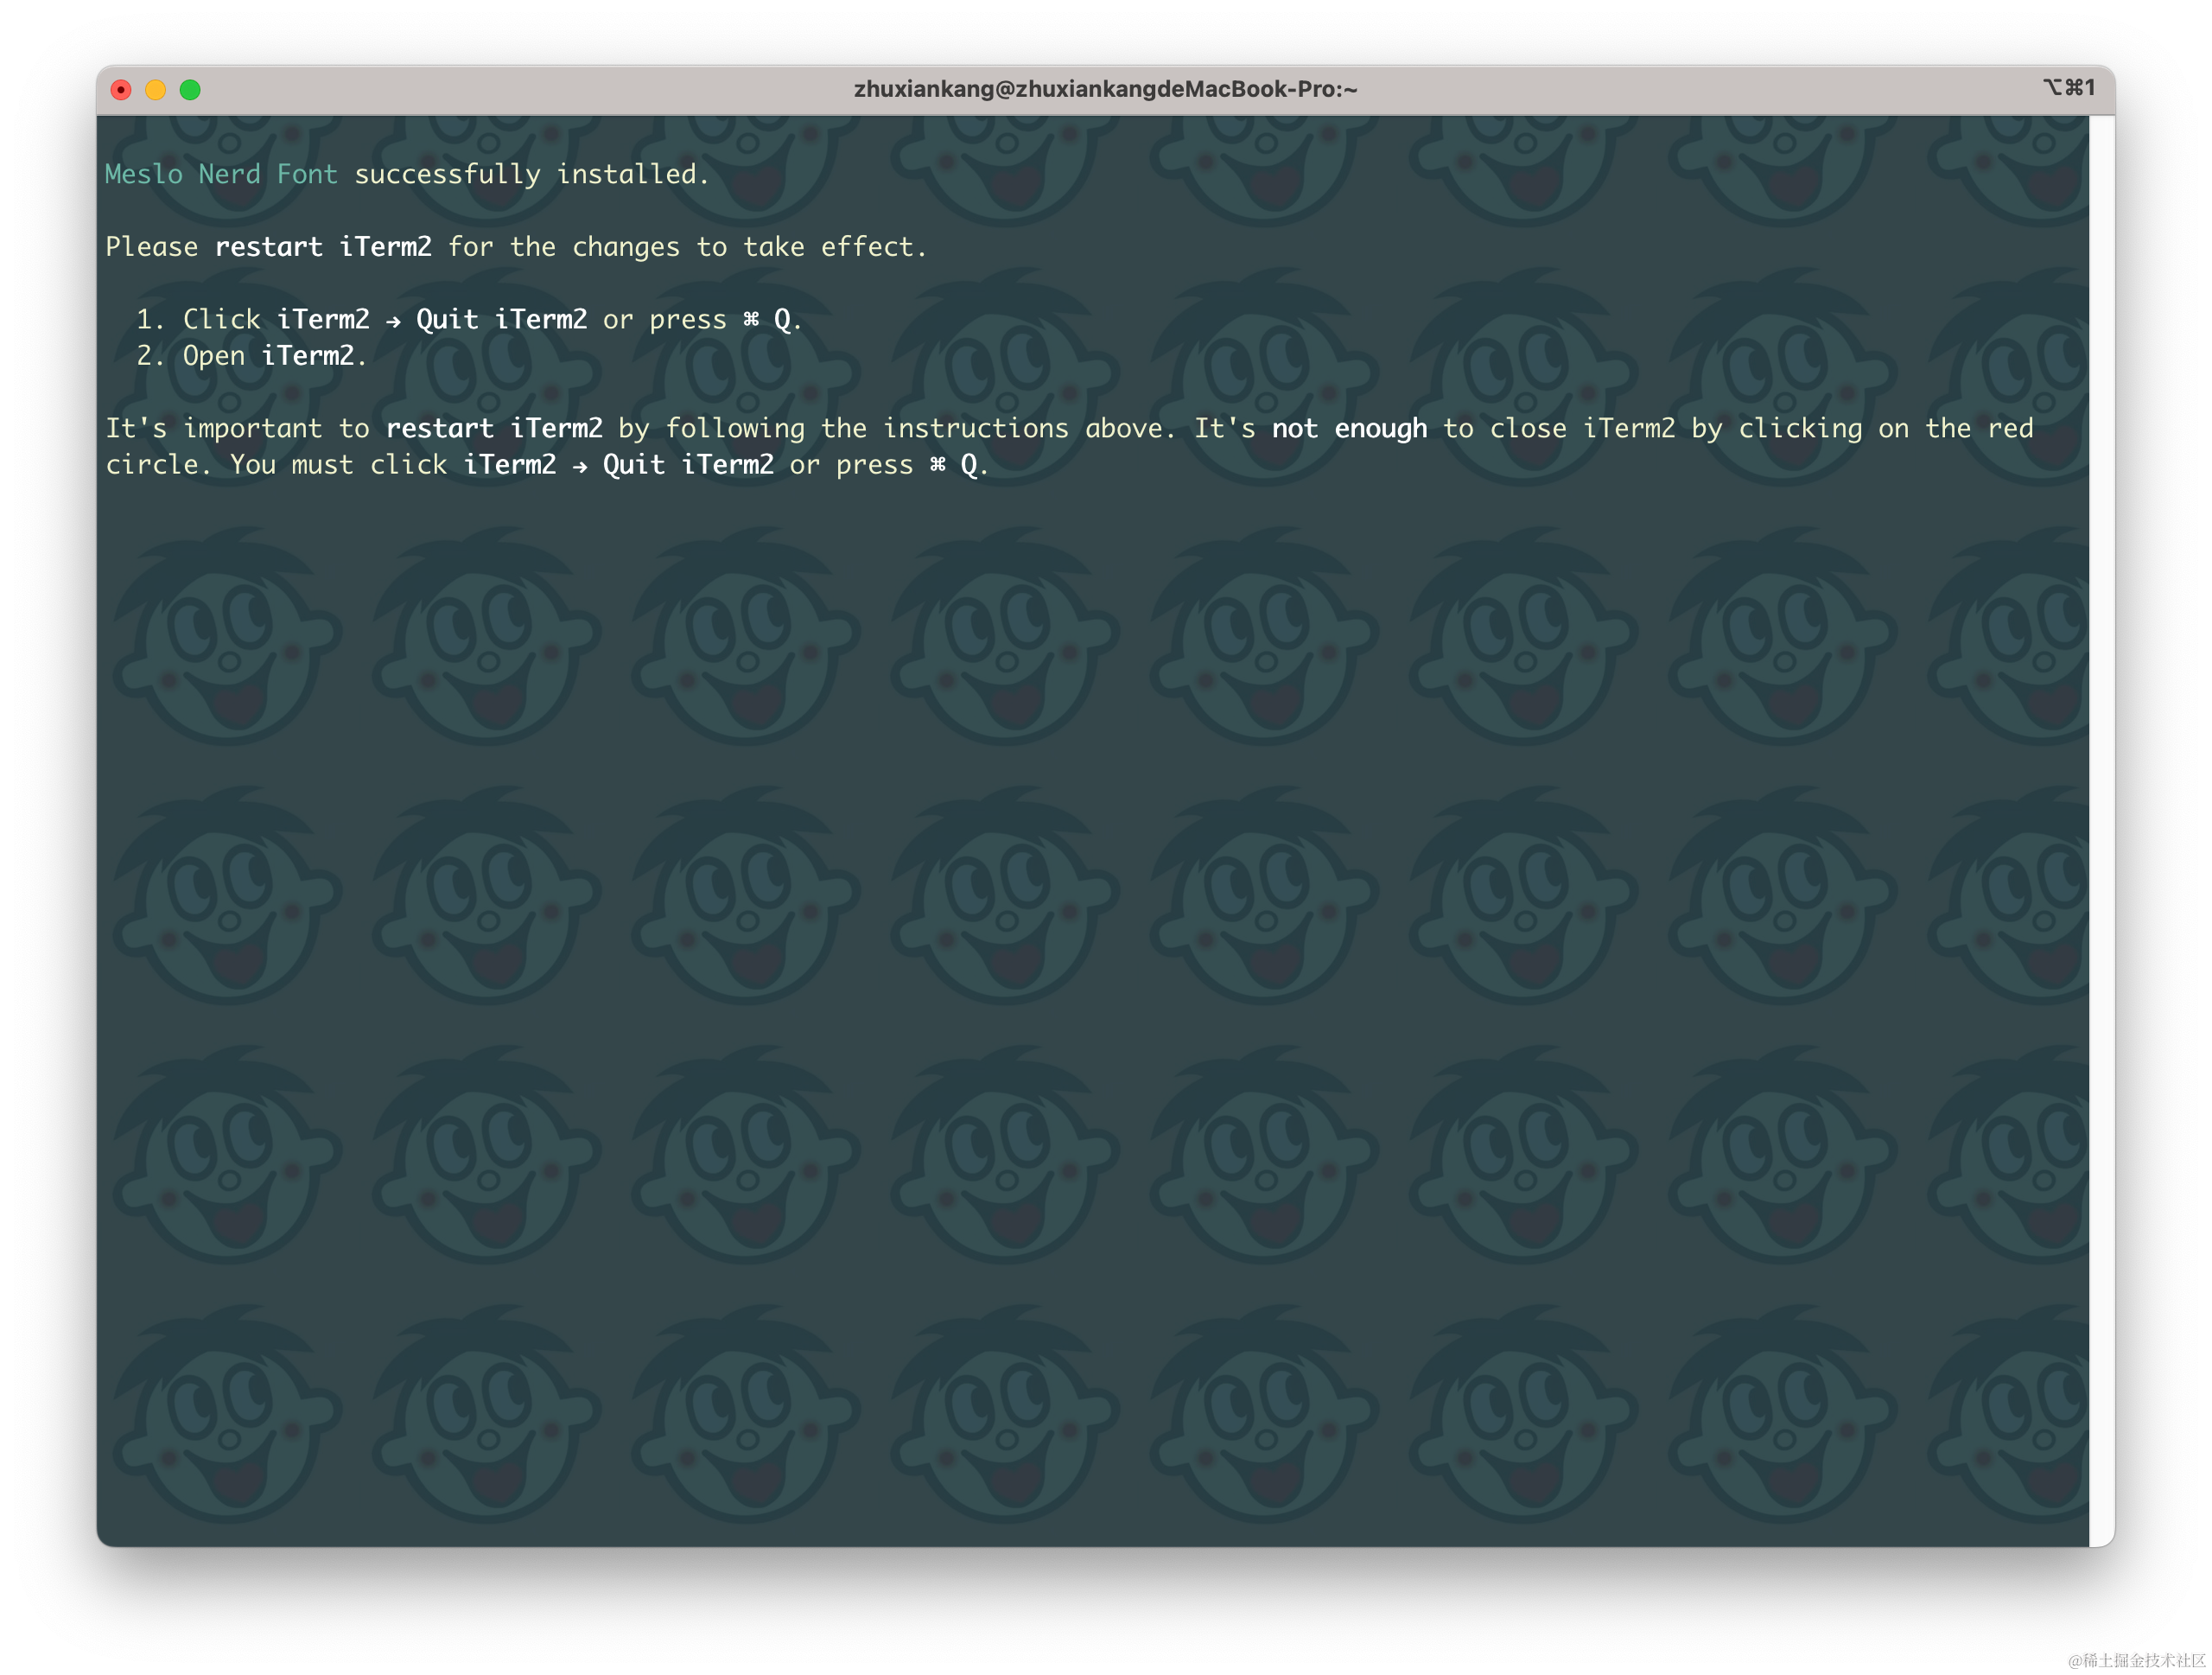 zhuxiankang@zhuxiankangdeMacBook-Pro:~
⌥⌘1
Meslo Nerd Font successfully installed.
Please restart iTerm2 for the changes to take effect.
1. Click iTerm2 → Quit iTerm2 or press ⌘ Q.
2. Open iTerm2.
It's important to restart iTerm2 by following the instructions above. It's not enough to close iTerm2 by clicking on the red
circle. You must click iTerm2 → Quit iTerm2 or press ⌘ Q.
@稀土掘金技术社区